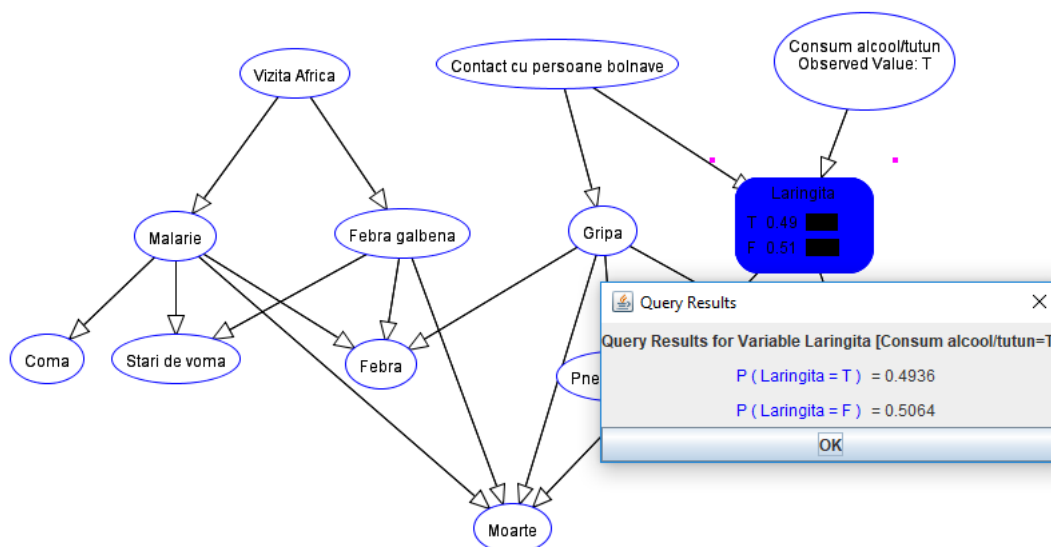 Vizita Africa
Contact cu persoane bolnave
Consum alcool/tutun
Observed Value: T
Laringita
T 0.49
F 0.51
Malarie
Febra galbena
Gripa
Coma
Stari de voma
Febra
Pne
Moarte
Query Results
Query Results for Variable Laringita [Consum alcool/tutun=T
P ( Laringita = T ) = 0.4936
P ( Laringita = F ) = 0.5064
OK